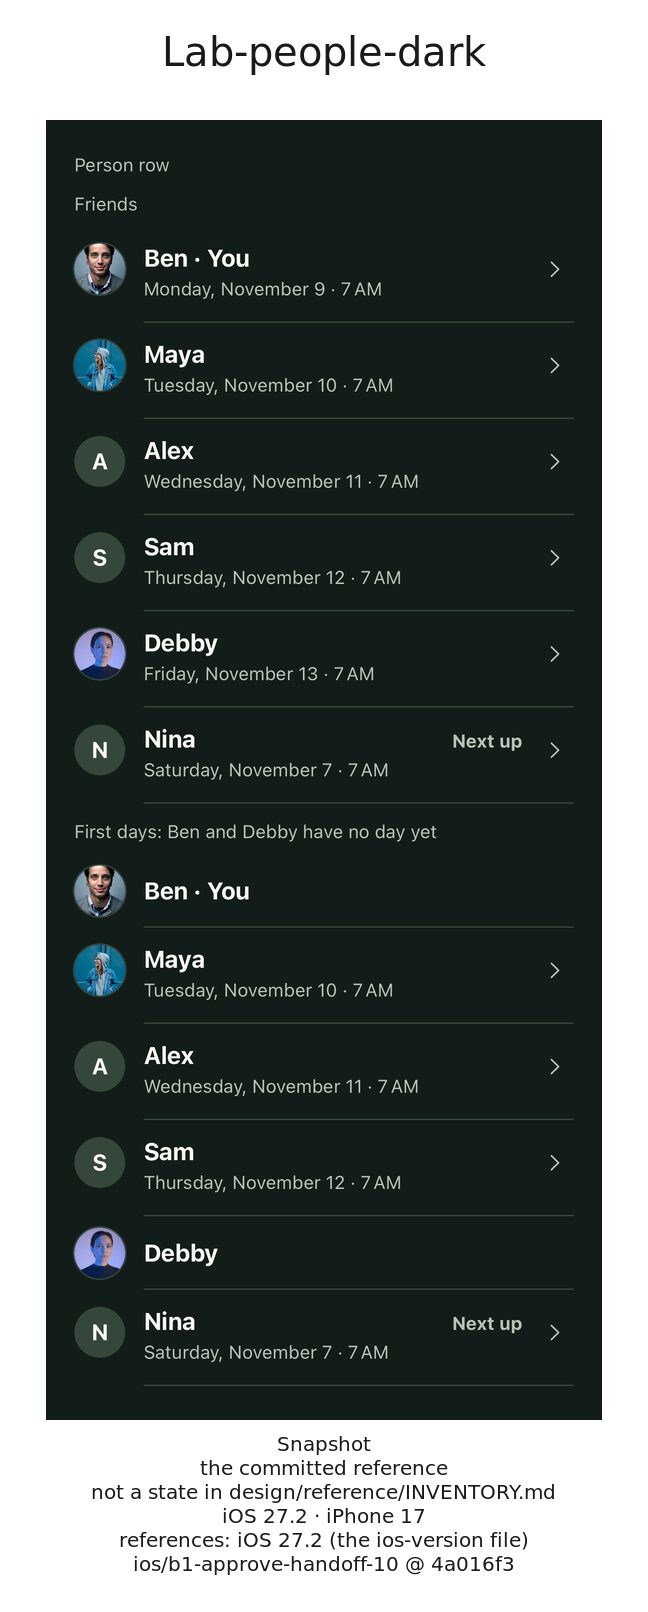 Lab-people-dark
Person row
Friends
Ben · You
Monday, November 9 · 7 AM
Maya
Tuesday, November 10 · 7 AM
A
Alex
Wednesday, November 11 · 7 AM
S
Sam
Thursday, November 12 · 7 AM
Debby
Friday, November 13 · 7 AM
N
Nina
Next up
Saturday, November 7 · 7 AM
First days: Ben and Debby have no day yet
Ben · You
Maya
Tuesday, November 10 · 7 AM
A
Alex
Wednesday, November 11 · 7 AM
S
Sam
Thursday, November 12 · 7 AM
Debby
N
Nina
Next up
Saturday, November 7 · 7 AM
Snapshot
the committed reference
not a state in design/reference/INVENTORY.md
iOS 27.2 · iPhone 17
references: iOS 27.2 (the ios-version file)
ios/b1-approve-handoff-10 @ 4a016f3